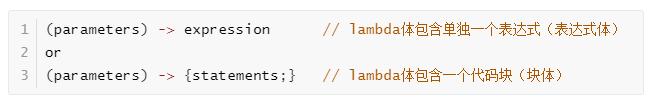 1 (parameters) -> expression      // lambda体包含单独一个表达式（表达式体）
2 or
3 (parameters) -> {statements;}   // lambda体包含一个代码块（块体）